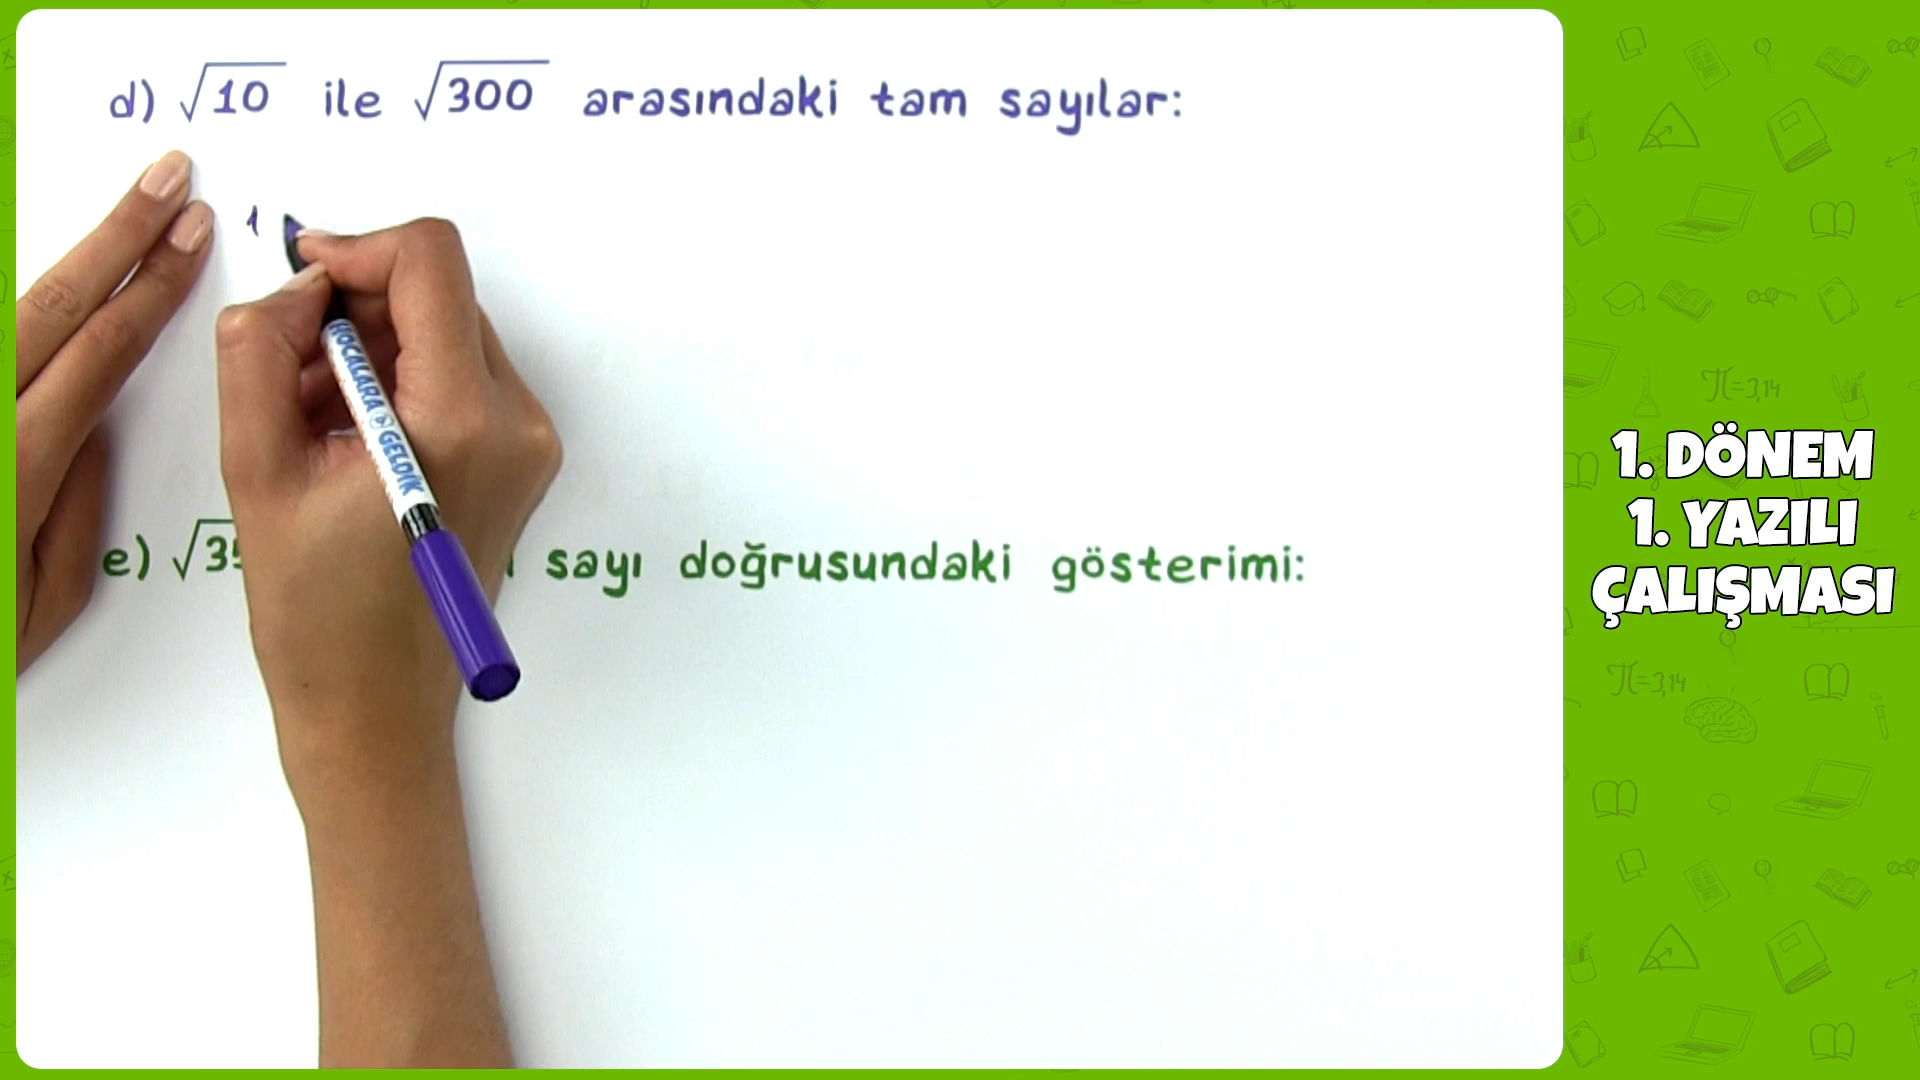 d) √10 ile √300 arasındaki tam sayılar:
1
HOCALARA GELDİK
e) √3 sayı doğrusundaki gösterimi:
1. DÖNEM
1. YAZILI
ÇALIŞMASI
π=3,14
π=3,14